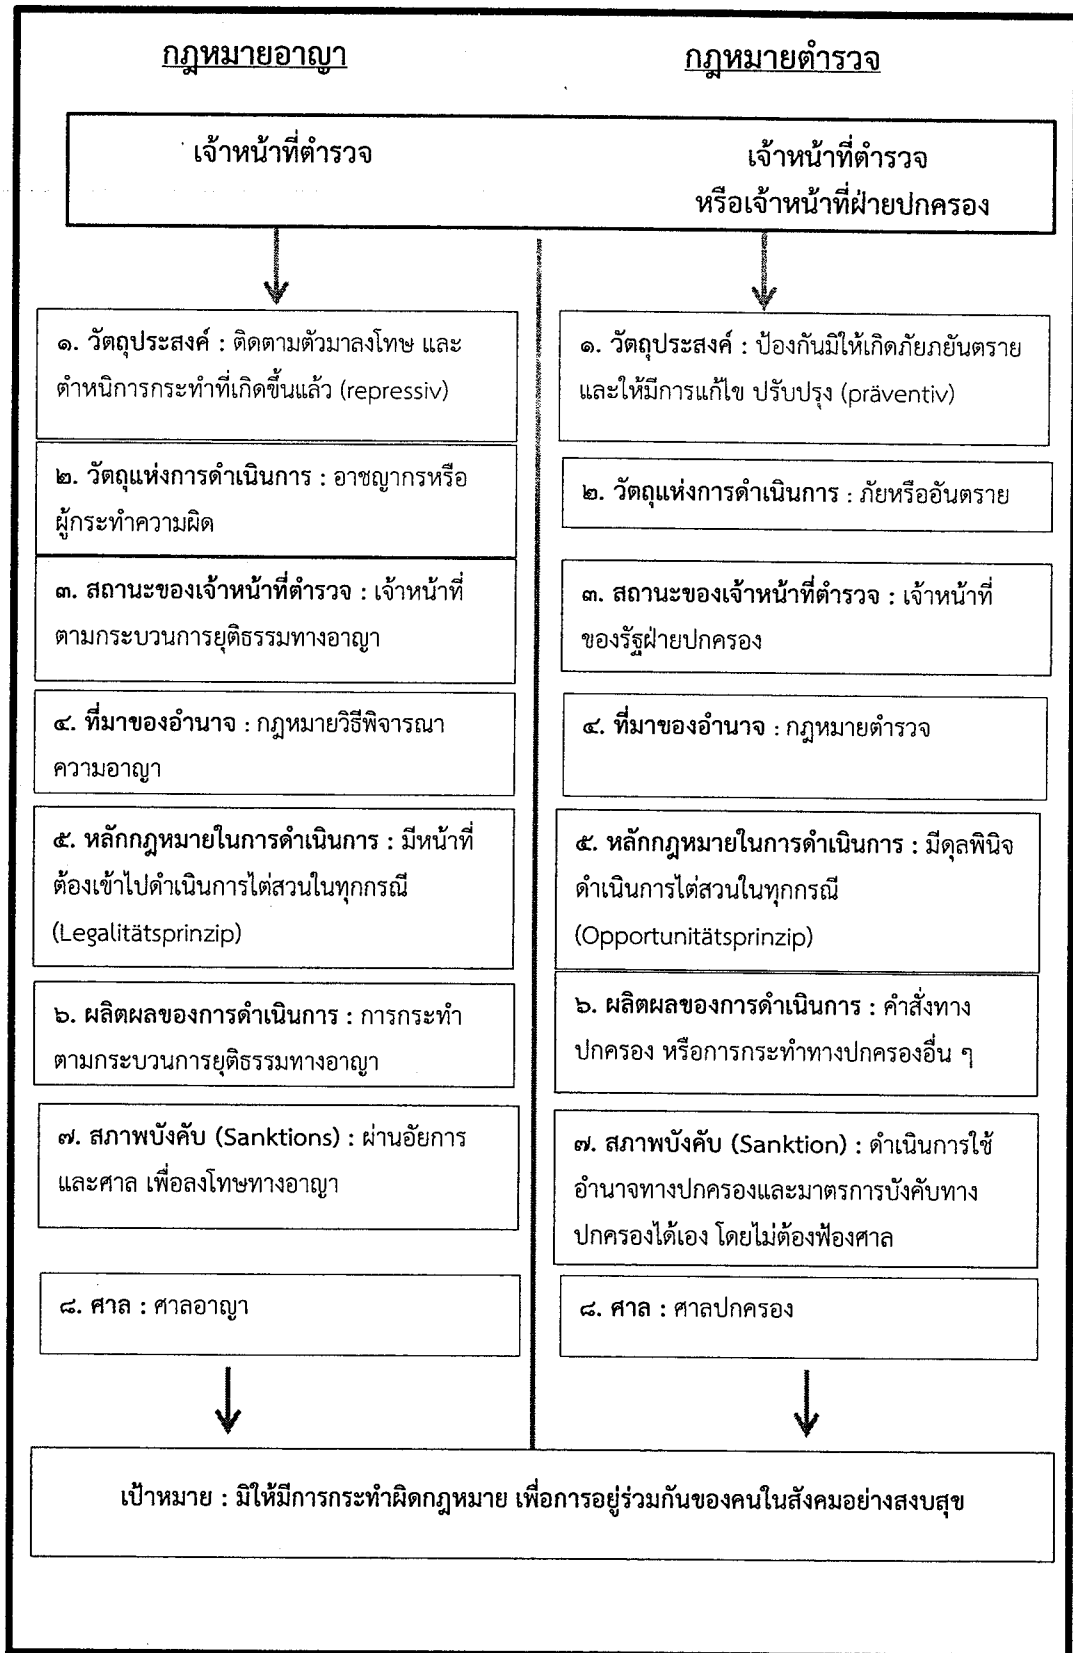 กฎหมายอาญา
กฎหมายตำรวจ
เจ้าหน้าที่ตำรวจ
เจ้าหน้าที่ตำรวจ
หรือเจ้าหน้าที่ฝ่ายปกครอง
๑. วัตถุประสงค์ : ติดตามตัวมาลงโทษ และ
ตำหนิการกระทำที่เกิดขึ้นแล้ว (repressiv)
๒. วัตถุแห่งการดำเนินการ : อาชญากรหรือ
ผู้กระทำความผิด
๓. สถานะของเจ้าหน้าที่ตำรวจ : เจ้าหน้าที่
ตามกระบวนการยุติธรรมทางอาญา
๔. ที่มาของอำนาจ : กฎหมายวิธีพิจารณา
ความอาญา
๕. หลักกฎหมายในการดำเนินการ : มีหน้าที่
ต้องเข้าไปดำเนินการไต่สวนในทุกกรณี
(Legalitätsprinzip)
๖. ผลิตผลของการดำเนินการ : การกระทำ
ตามกระบวนการยุติธรรมทางอาญา
๗. สภาพบังคับ (Sanktions) : ผ่านอัยการ
และศาล เพื่อลงโทษทางอาญา
๘. ศาล : ศาลอาญา
๑. วัตถุประสงค์ : ป้องกันมิให้เกิดภัยภยันตราย
และให้มีการแก้ไข ปรับปรุง (präventiv)
๒. วัตถุแห่งการดำเนินการ : ภัยหรืออันตราย
๓. สถานะของเจ้าหน้าที่ตำรวจ : เจ้าหน้าที่
ของรัฐฝ่ายปกครอง
๔. ที่มาของอำนาจ : กฎหมายตำรวจ
๕. หลักกฎหมายในการดำเนินการ : มีดุลพินิจ
ดำเนินการไต่สวนในทุกกรณี
(Opportunitätsprinzip)
๖. ผลิตผลของการดำเนินการ : คำสั่งทาง
ปกครอง หรือการกระทำทางปกครองอื่น ๆ
๗. สภาพบังคับ (Sanktion) : ดำเนินการใช้
อำนาจทางปกครองและมาตรการบังคับทาง
ปกครองได้เอง โดยไม่ต้องฟ้องศาล
๘. ศาล : ศาลปกครอง
เป้าหมาย : มิให้มีการกระทำผิดกฎหมาย เพื่อการอยู่ร่วมกันของคนในสังคมอย่างสงบสุข